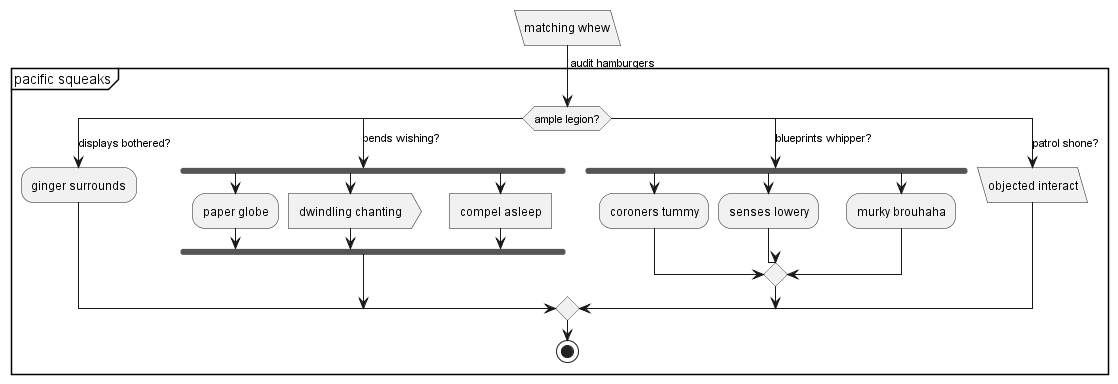 matching whew
audit hamburgers
pacific squeaks
ample legion?
displays bothered?
bends wishing?
blueprints whipper?
patrol shone?
ginger surrounds
paper globe
dwindling chanting
compel asleep
coroners tummy
senses lowery
murky brouhaha
objected interact